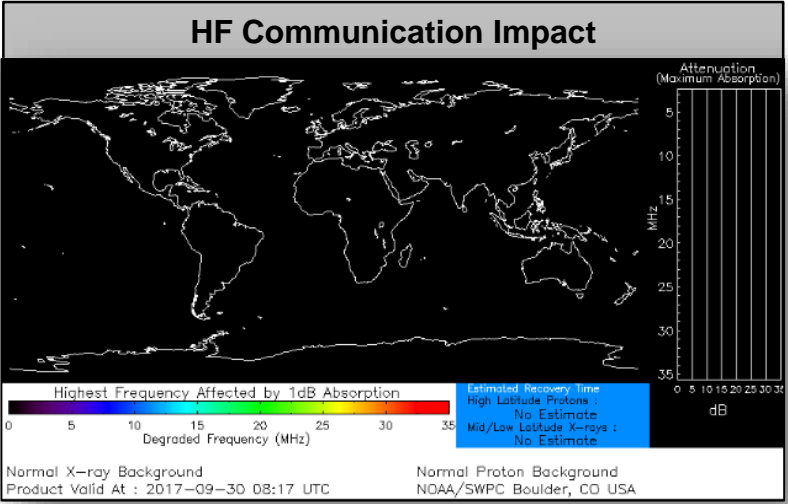 HF Communication Impact
Attenuation
(Maximum Absorption)
5
10
15
20
25
30
35
MHz
0 5 10 15 20 25 30 35
dB
Highest Frequency Affected by 1dB Absorption
0 5 10 15 20 25 30 35
Degraded Frequency (MHz)
Estimated Recovery Time
High Latitude Protons :
No Estimate
Mid/Low Latitude X-rays :
No Estimate
Normal X-ray Background
Normal Proton Background
Product Valid At : 2017-09-30 08:17 UTC
NOAA/SWPC Boulder, CO USA